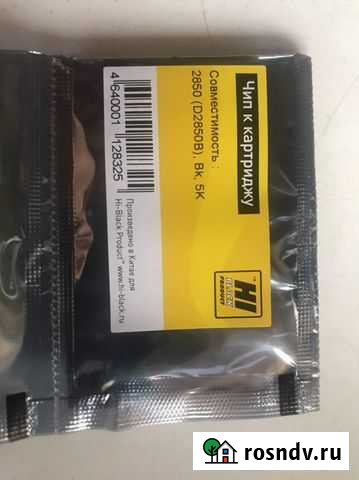 Чип к картриджу
Совместимость :
2850 (D2850B), Bk, 5K
HI
BLACK
PRODUCT
4 640001 128325
Произведено в Китае для
Hi-Black Product™ www.hi-black.ru
rosndv.ru